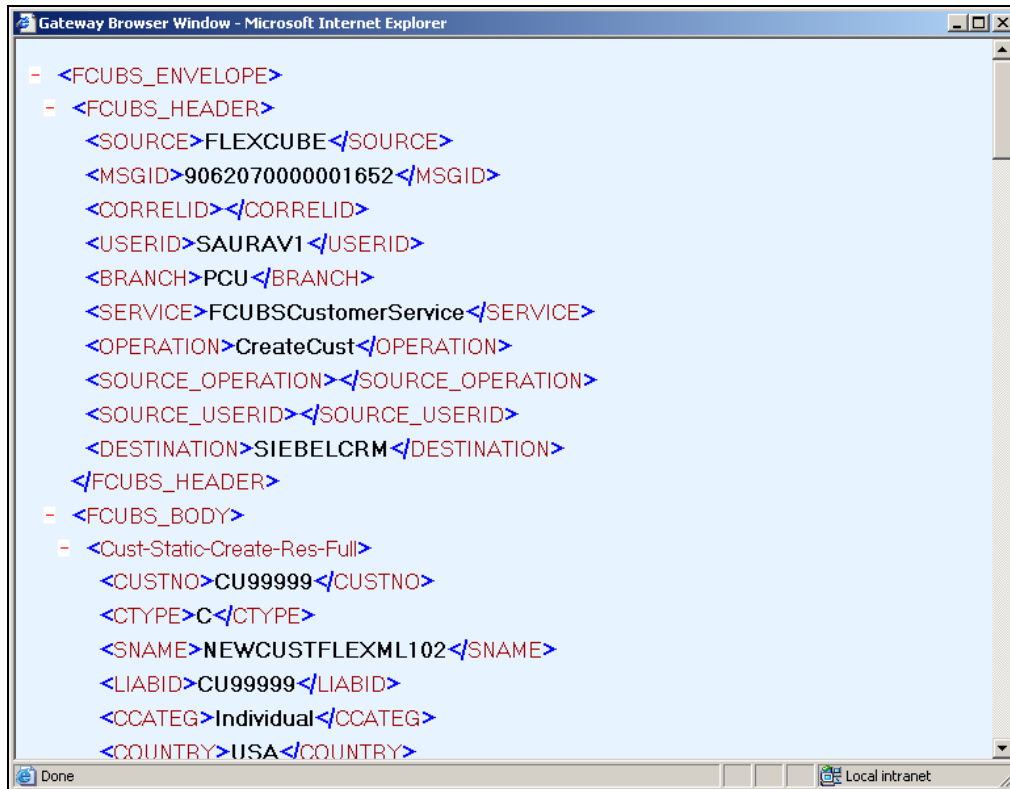 Gateway Browser Window - Microsoft Internet Explorer
- <FCUBS_ENVELOPE>
- <FCUBS_HEADER>
<SOURCE>FLEXCUBE</SOURCE>
<MSGID>9062070000001652</MSGID>
<CORRELID></CORRELID>
<USERID>SAURAV1</USERID>
<BRANCH>PCU</BRANCH>
<SERVICE>FCUBSCustomerService</SERVICE>
<OPERATION>CreateCust</OPERATION>
<SOURCE_OPERATION></SOURCE_OPERATION>
<SOURCE_USERID></SOURCE_USERID>
<DESTINATION>SIEBELCRM</DESTINATION>
</FCUBS_HEADER>
- <FCUBS_BODY>
- <Cust-Static-Create-Res-Full>
<CUSTNO>CU99999</CUSTNO>
<CTYPE>C</CTYPE>
<SNAME>NEWCUSTFLEXML102</SNAME>
<LIABID>CU99999</LIABID>
<CCATEG>Individual</CCATEG>
<COUNTRY>USA</COUNTRY>
Done Local intranet